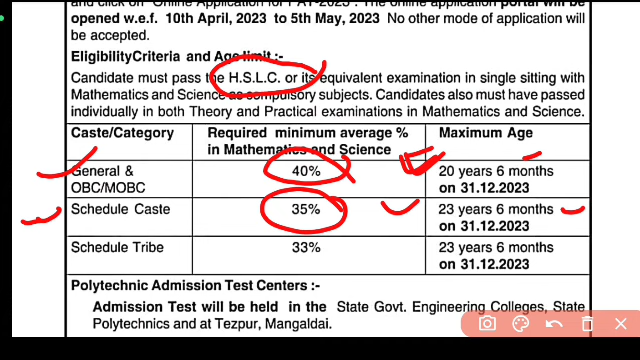 and click on "Online Application for PAT-2023". The online application portal will be
opened w.e.f. 10th April, 2023 to 5th May, 2023 No other mode of application will
be accepted.
EligibilityCriteria and Age limit :-
Candidate must pass the H.S.L.C. or its equivalent examination in single sitting with
Mathematics and Science as compulsory subjects. Candidates also must have passed
individually in both Theory and Practical examinations in Mathematics and Science.
Caste/Category Required minimum average % in Mathematics and Science Maximum Age
General & OBC/MOBC 40% 20 years 6 months on 31.12.2023
Schedule Caste 35% 23 years 6 months on 31.12.2023
Schedule Tribe 33% 23 years 6 months on 31.12.2023
Polytechnic Admission Test Centers :-
Admission Test will be held in the State Govt. Engineering Colleges, State
Polytechnics and at Tezpur, Mangaldai.